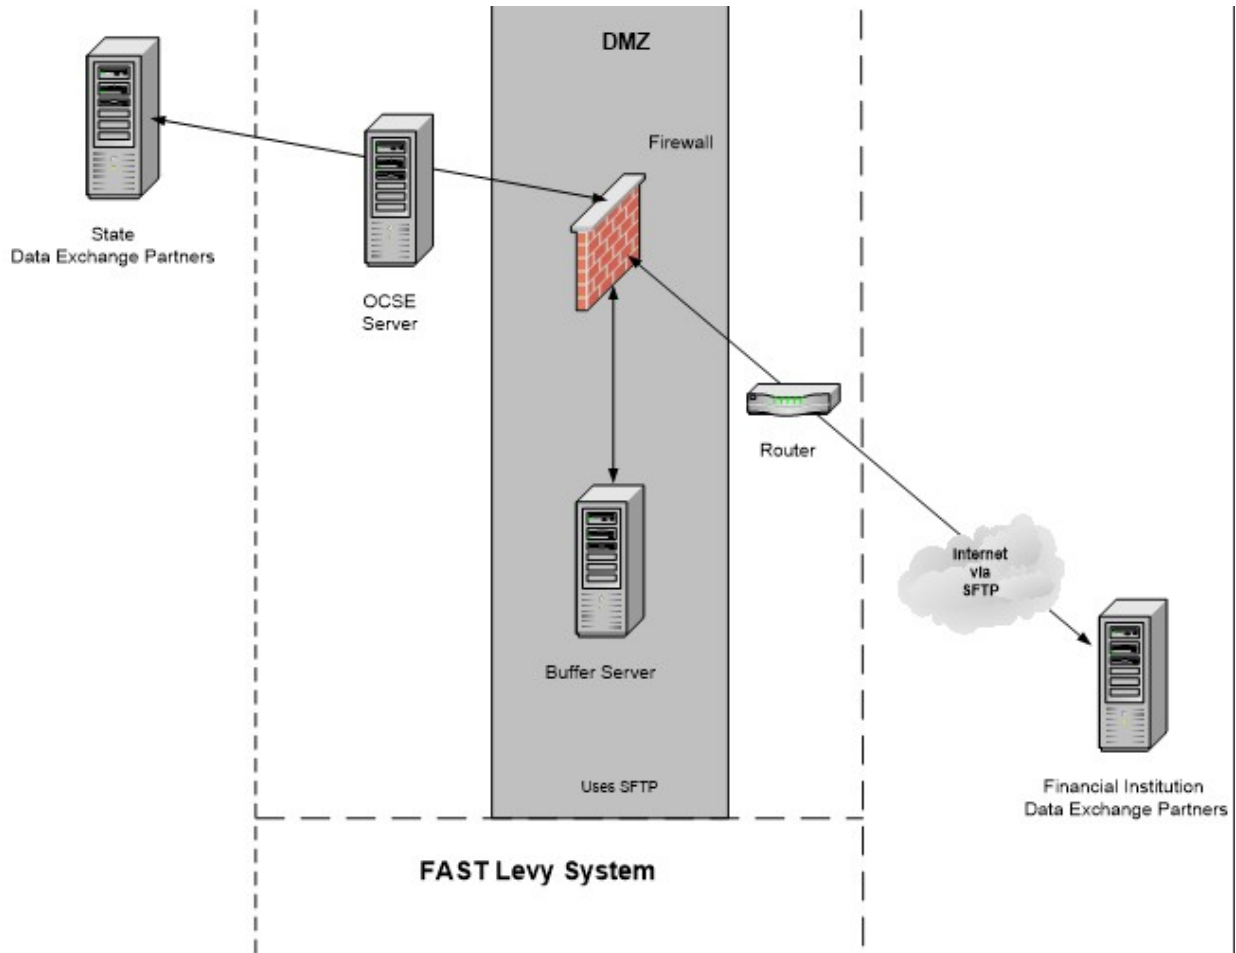 DMZ
Firewall
State
Data Exchange Partners
OCSE
Server
Router
Internet
via
SFTP
Buffer Server
Uses SFTP
Financial Institution
Data Exchange Partners
FAST Levy System